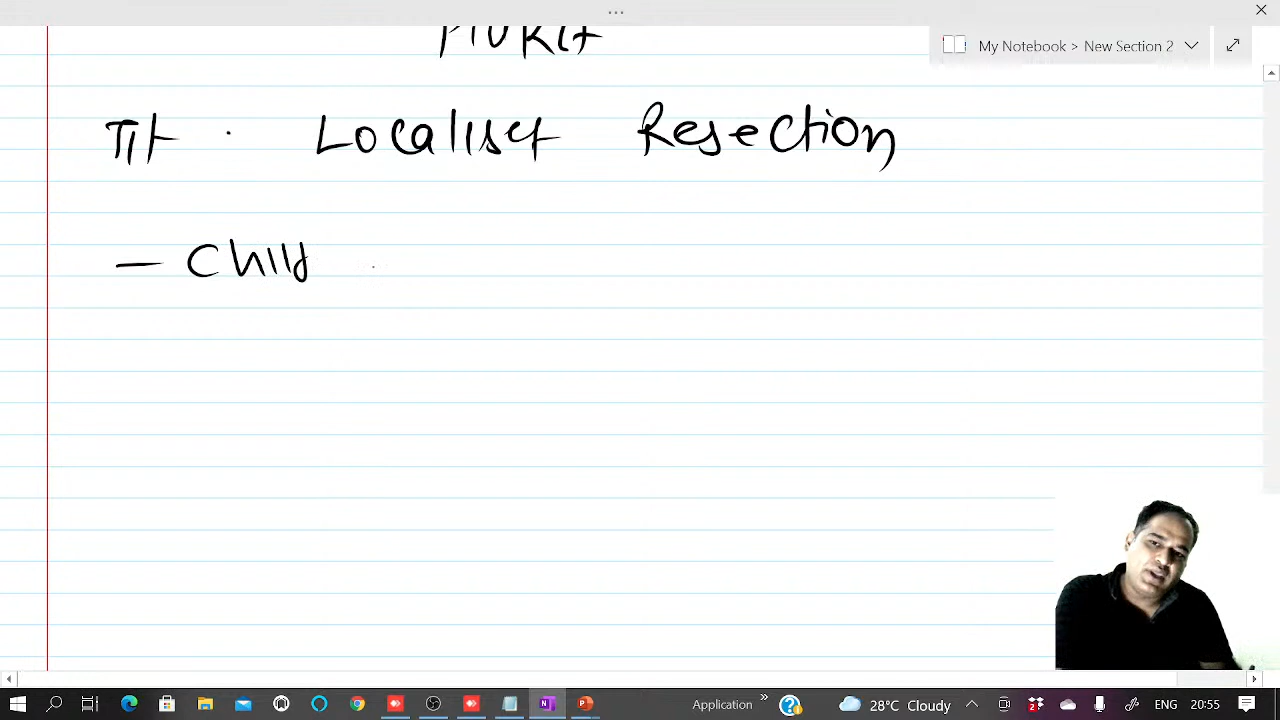 ...
My Notebook > New Section 2
Localised Resection
— Child
Application
28°C Cloudy
ENG
20:55